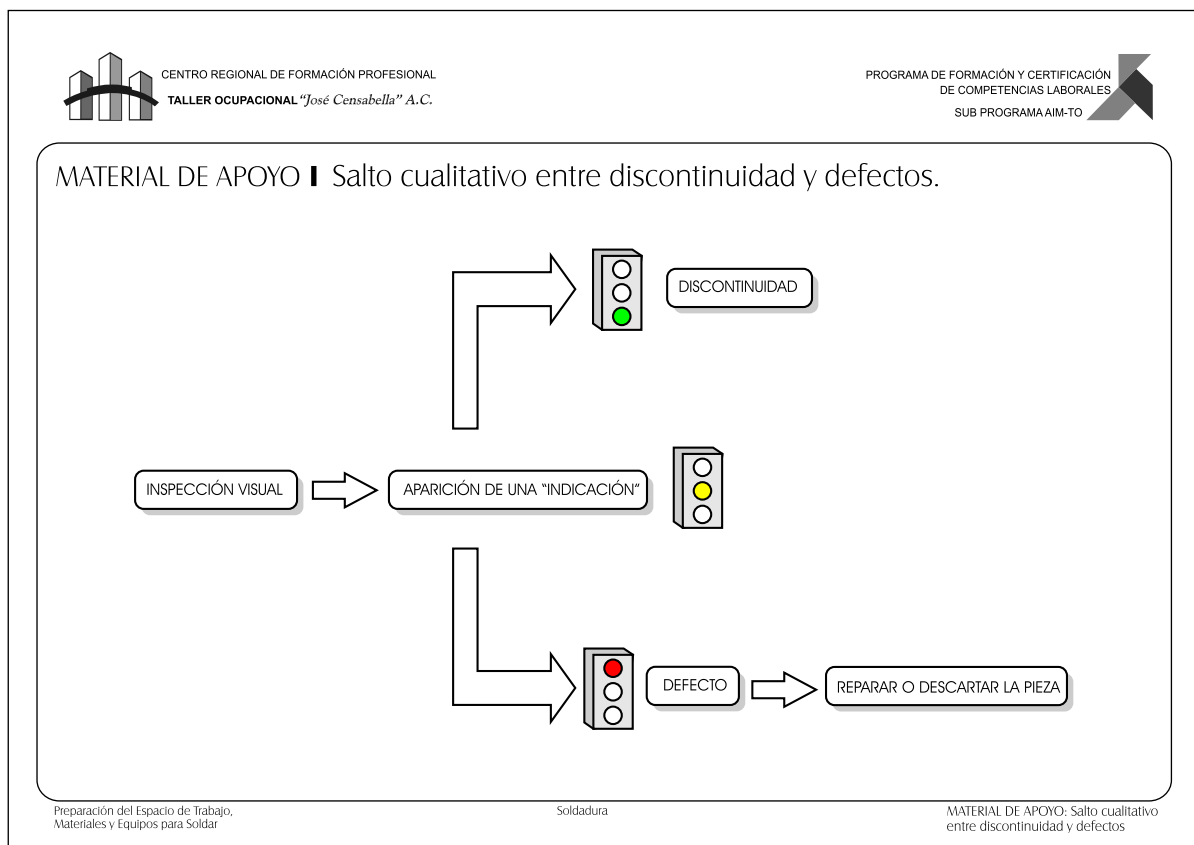 CENTRO REGIONAL DE FORMACIÓN PROFESIONAL
TALLER OCUPACIONAL "José Censabella" A.C.
PROGRAMA DE FORMACIÓN Y CERTIFICACIÓN
DE COMPETENCIAS LABORALES
SUB PROGRAMA AIM-TO
MATERIAL DE APOYO I Salto cualitativo entre discontinuidad y defectos.
DISCONTINUIDAD
INSPECCIÓN VISUAL
APARICIÓN DE UNA "INDICACIÓN"
DEFECTO
REPARAR O DESCARTAR LA PIEZA
Preparación del Espacio de Trabajo,
Materiales y Equipos para Soldar
Soldadura
MATERIAL DE APOYO: Salto cualitativo
entre discontinuidad y defectos